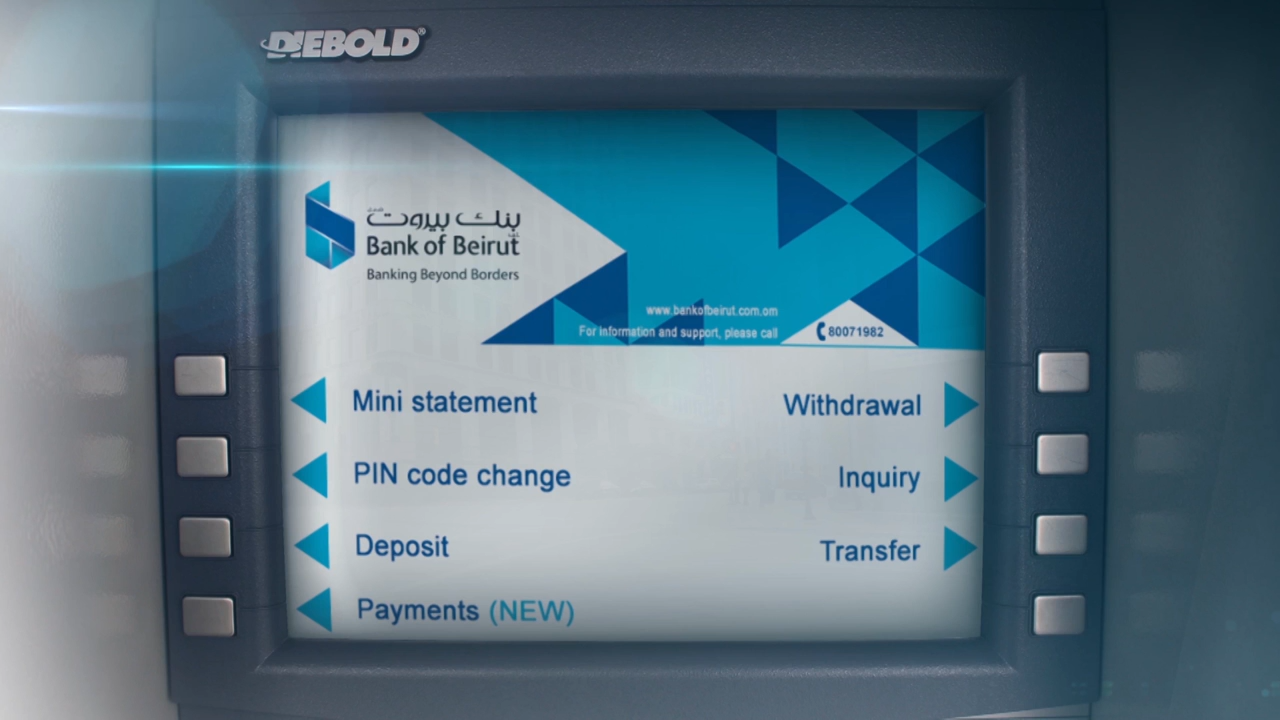 DIEBOLD®
بنك بيروت
Bank of Beirut
Banking Beyond Borders
www.bankofbeirut.com.om
For information and support, please call
80071982
Mini statement
Withdrawal
PIN code change
Inquiry
Deposit
Transfer
Payments (NEW)